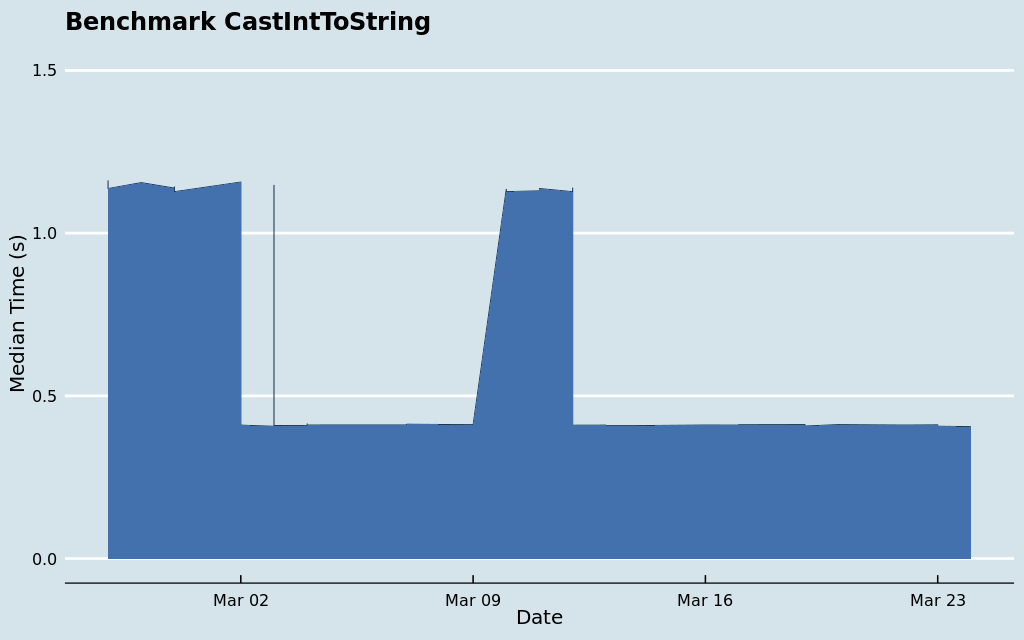 Benchmark CastIntToString
Median Time (s)
1.5
1.0
0.5
0.0
Mar 02
Mar 09
Mar 16
Mar 23
Date